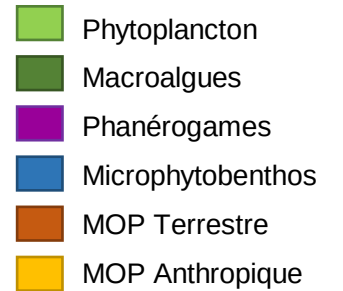 Phytoplancton
Macroalgues
Phanérogames
Microphytobenthos
MOP Terrestre
MOP Anthropique